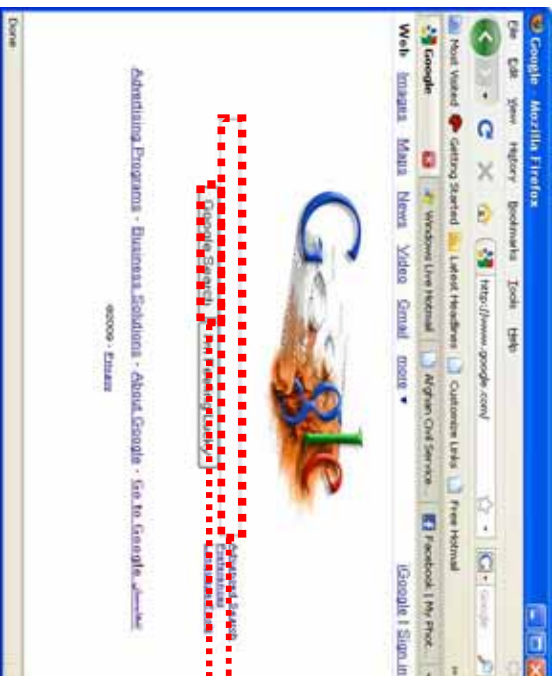 Google - Mozilla Firefox
File Edit View History Bookmarks Tools Help
http://www.google.com/ Google
Most Visited Getting Started Latest Headlines Customize Links Free Hotmail
Google Windows Live Hotmail Afghan Civil Service... Facebook | My Phot...
Web Images Maps News Video Gmail more ▼ iGoogle | Sign in
Advanced Search
Preferences
Google Search Feeling Lucky
Advertising Programs - Business Solutions - About Google - Go to Google افغانستان
©2009 - Privacy
Done